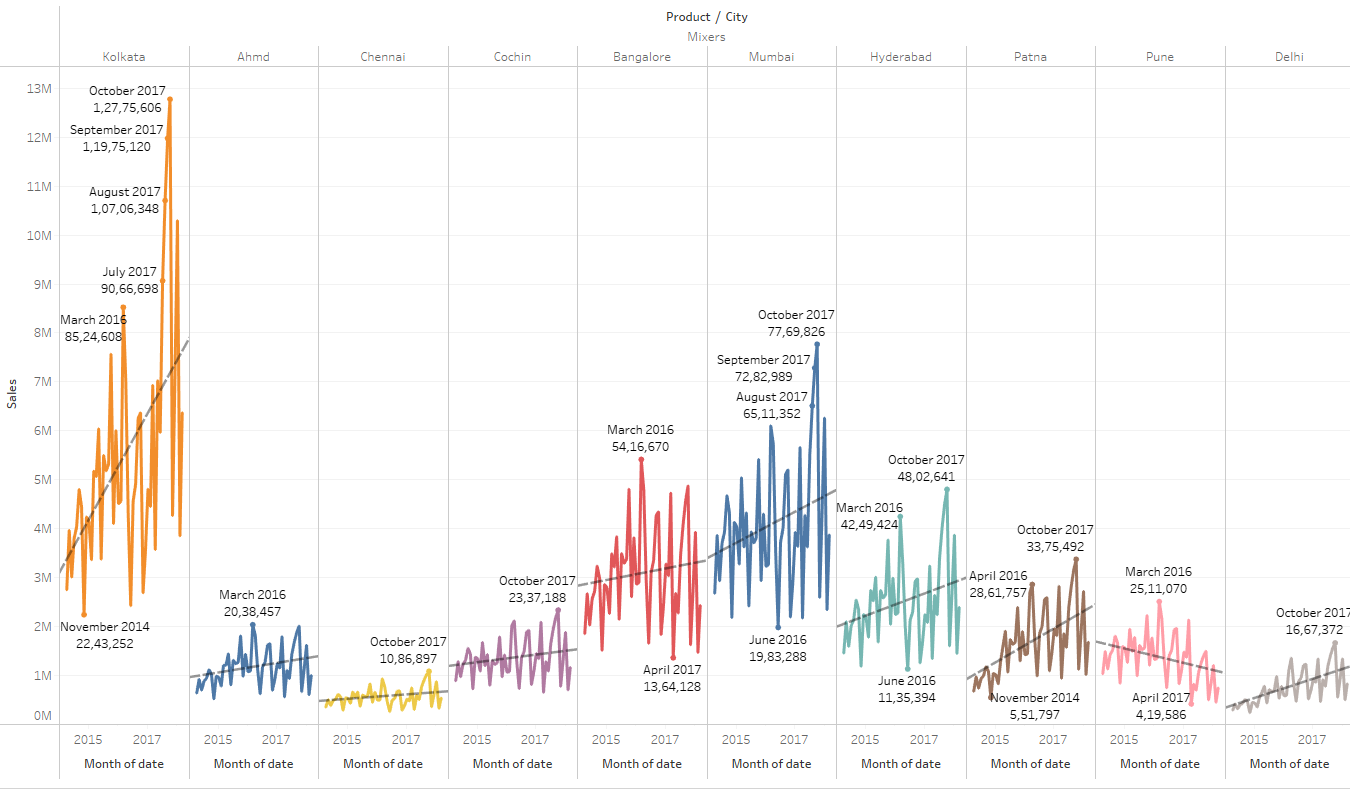 Product / City
Mixers
Kolkata
Ahmd
Chennai
Cochin
Bangalore
Mumbai
Hyderabad
Patna
Pune
Delhi
Sales
13M
12M
11M
10M
9M
8M
7M
6M
5M
4M
3M
2M
1M
0M
October 2017
1,27,75,606
September 2017
1,19,75,120
August 2017
1,07,06,348
July 2017
90,66,698
March 2016
85,24,608
November 2014
22,43,252
March 2016
20,38,457
October 2017
10,86,897
October 2017
23,37,188
March 2016
54,16,670
April 2017
13,64,128
October 2017
77,69,826
September 2017
72,82,989
August 2017
65,11,352
June 2016
19,83,288
October 2017
48,02,641
March 2016
42,49,424
June 2016
11,35,394
October 2017
33,75,492
April 2016
28,61,757
November 2014
5,51,797
March 2016
25,11,070
April 2017
4,19,586
October 2017
16,67,372
2015 2017
Month of date
2015 2017
Month of date
2015 2017
Month of date
2015 2017
Month of date
2015 2017
Month of date
2015 2017
Month of date
2015 2017
Month of date
2015 2017
Month of date
2015 2017
Month of date
2015 2017
Month of date